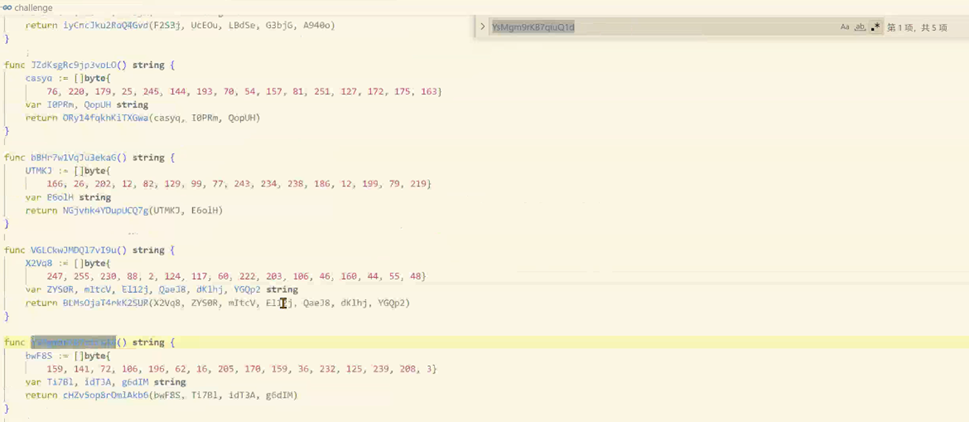 challenge
return iyCmcJku2RaQ4Gvd(F2S3j, UcEOu, LBdSe, G3bjG, A940o)
}
YsMgm9rK87qiuQ1d
Aa ab .* 第 1 项，共 5 项
func JZdKsgRc9jp3vpLO() string {
casyq := []byte{
76, 220, 179, 25, 245, 144, 193, 70, 54, 157, 81, 251, 127, 172, 175, 163}
var I0PRm, QopUH string
return ORy14fqkhKiTXGwa(casyq, I0PRm, QopUH)
}
func bBHr7w1VqJu3ekaG() string {
UTMKJ := []byte{
166, 26, 202, 12, 82, 129, 99, 77, 243, 234, 238, 186, 12, 199, 79, 219}
var E6olH string
return NGjvhk4YDupUCQ7g(UTMKJ, E6olH)
}
func VGLCkwJMDQl7vI9u() string {
X2Vq8 := []byte{
247, 255, 230, 88, 2, 124, 117, 60, 222, 203, 106, 46, 160, 44, 55, 48}
var ZY50R, mItcV, El12j, QaeJ8, dKlhj, YGQp2 string
return (X2Vq8, ZY50R, mItcV, El12j, QaeJ8, dKlhj, YGQp2)
}
func () string {
bwF8S := []byte{
159, 141, 72, 106, 196, 62, 16, 205, 170, 159, 36, 232, 125, 239, 208, 3}
var Ti7Bl, idT3A, g6dIM string
return cHZv5op8rOmlAkb6(bwF8S, Ti7Bl, idT3A, g6dIM)
}